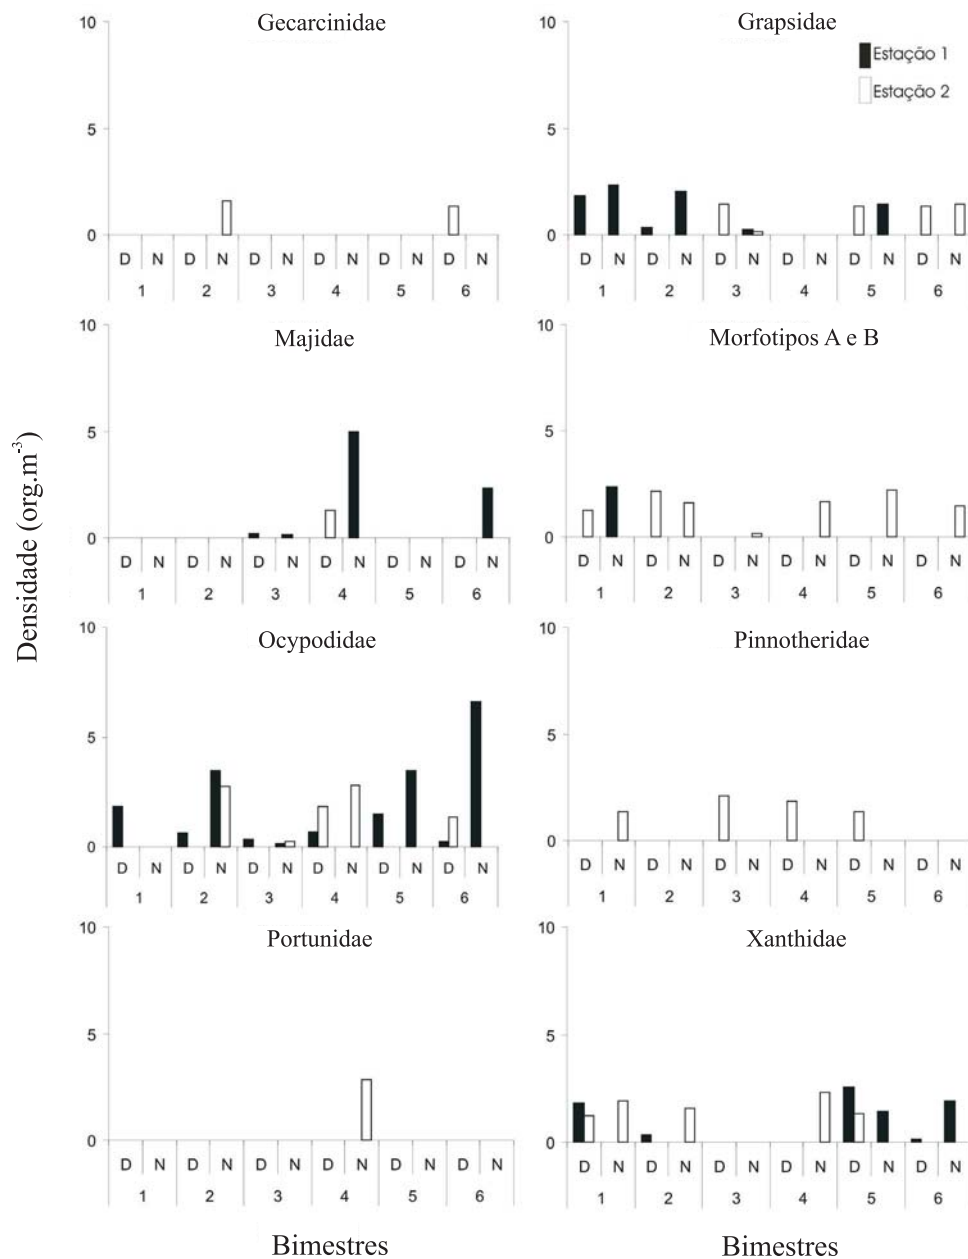 Densidade (org.m-3)
Gecarcinidae
10
5
0
D N D N D N D N D N D N
1 2 3 4 5 6
Grapsidae
Estação 1
Estação 2
10
5
0
D N D N D N D N D N D N
1 2 3 4 5 6
Majidae
10
5
0
D N D N D N D N D N D N
1 2 3 4 5 6
Morfotipos A e B
10
5
0
D N D N D N D N D N D N
1 2 3 4 5 6
Ocypodidae
10
5
0
D N D N D N D N D N D N
1 2 3 4 5 6
Pinnotheridae
10
5
0
D N D N D N D N D N D N
1 2 3 4 5 6
Portunidae
10
5
0
D N D N D N D N D N D N
1 2 3 4 5 6
Bimestres
Xanthidae
10
5
0
D N D N D N D N D N D N
1 2 3 4 5 6
Bimestres